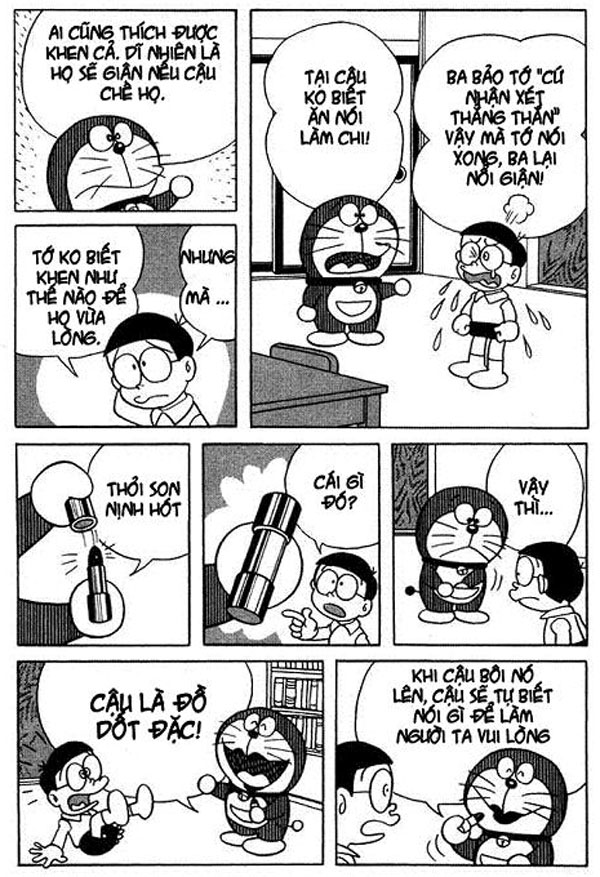 BA BẢO TỚ "CỨ
NHẬN XÉT
THẲNG THẮN"
VẬY MÀ TỚ NÓI
XONG, BA LẠI
NỔI GIẬN!
TẠI CẬU
KO BIẾT
ĂN NÓI
LÀM CHI!
AI CŨNG THÍCH ĐƯỢC
KHEN CẢ. DĨ NHIÊN LÀ
HỌ SẼ GIẬN NẾU CẬU
CHÊ HỌ.
NHƯNG
MÀ ...
TỚ KO BIẾT
KHEN NHƯ
THẾ NÀO ĐỂ
HỌ VỪA
LÒNG.
VẬY
THÌ...
CÁI GÌ
ĐÓ?
THỎI SON
NỊNH HÓT
KHI CẬU BÔI NÓ
LÊN, CẬU SẼ TỰ BIẾT
NÓI GÌ ĐỂ LÀM
NGƯỜI TA VUI LÒNG
CẬU LÀ ĐỒ
DỐT ĐẶC!